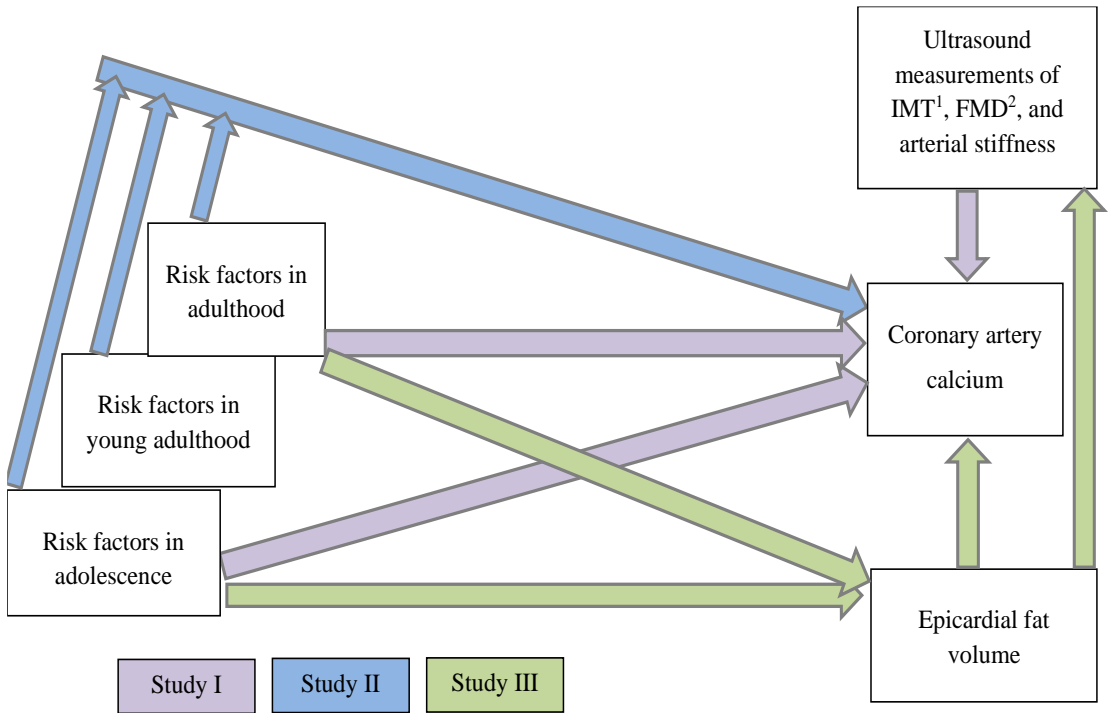 Ultrasound
measurements of
IMT¹, FMD², and
arterial stiffness
Risk factors in
adulthood
Coronary artery
calcium
Risk factors in
young adulthood
Risk factors in
adolescence
Epicardial fat
volume
Study I
Study II
Study III